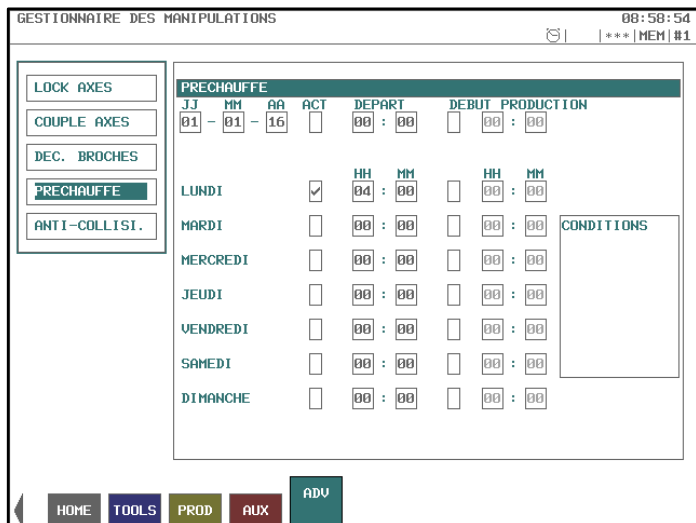 GESTIONNAIRE DES MANIPULATIONS 08:58:54
|***|MEM|#1
LOCK AXES
COUPLE AXES
DEC. BROCHES
PRECHAUFFE
ANTI-COLLISI.
PRECHAUFFE
JJ MM AA ACT DEPART DEBUT PRODUCTION
01 - 01 - 16 00 : 00 00 : 00
HH MM HH MM
LUNDI 04 : 00 00 : 00
MARDI 00 : 00 00 : 00
MERCREDI 00 : 00 00 : 00
JEUDI 00 : 00 00 : 00
VENDREDI 00 : 00 00 : 00
SAMEDI 00 : 00 00 : 00
DIMANCHE 00 : 00 00 : 00
CONDITIONS
HOME TOOLS PROD AUX ADV